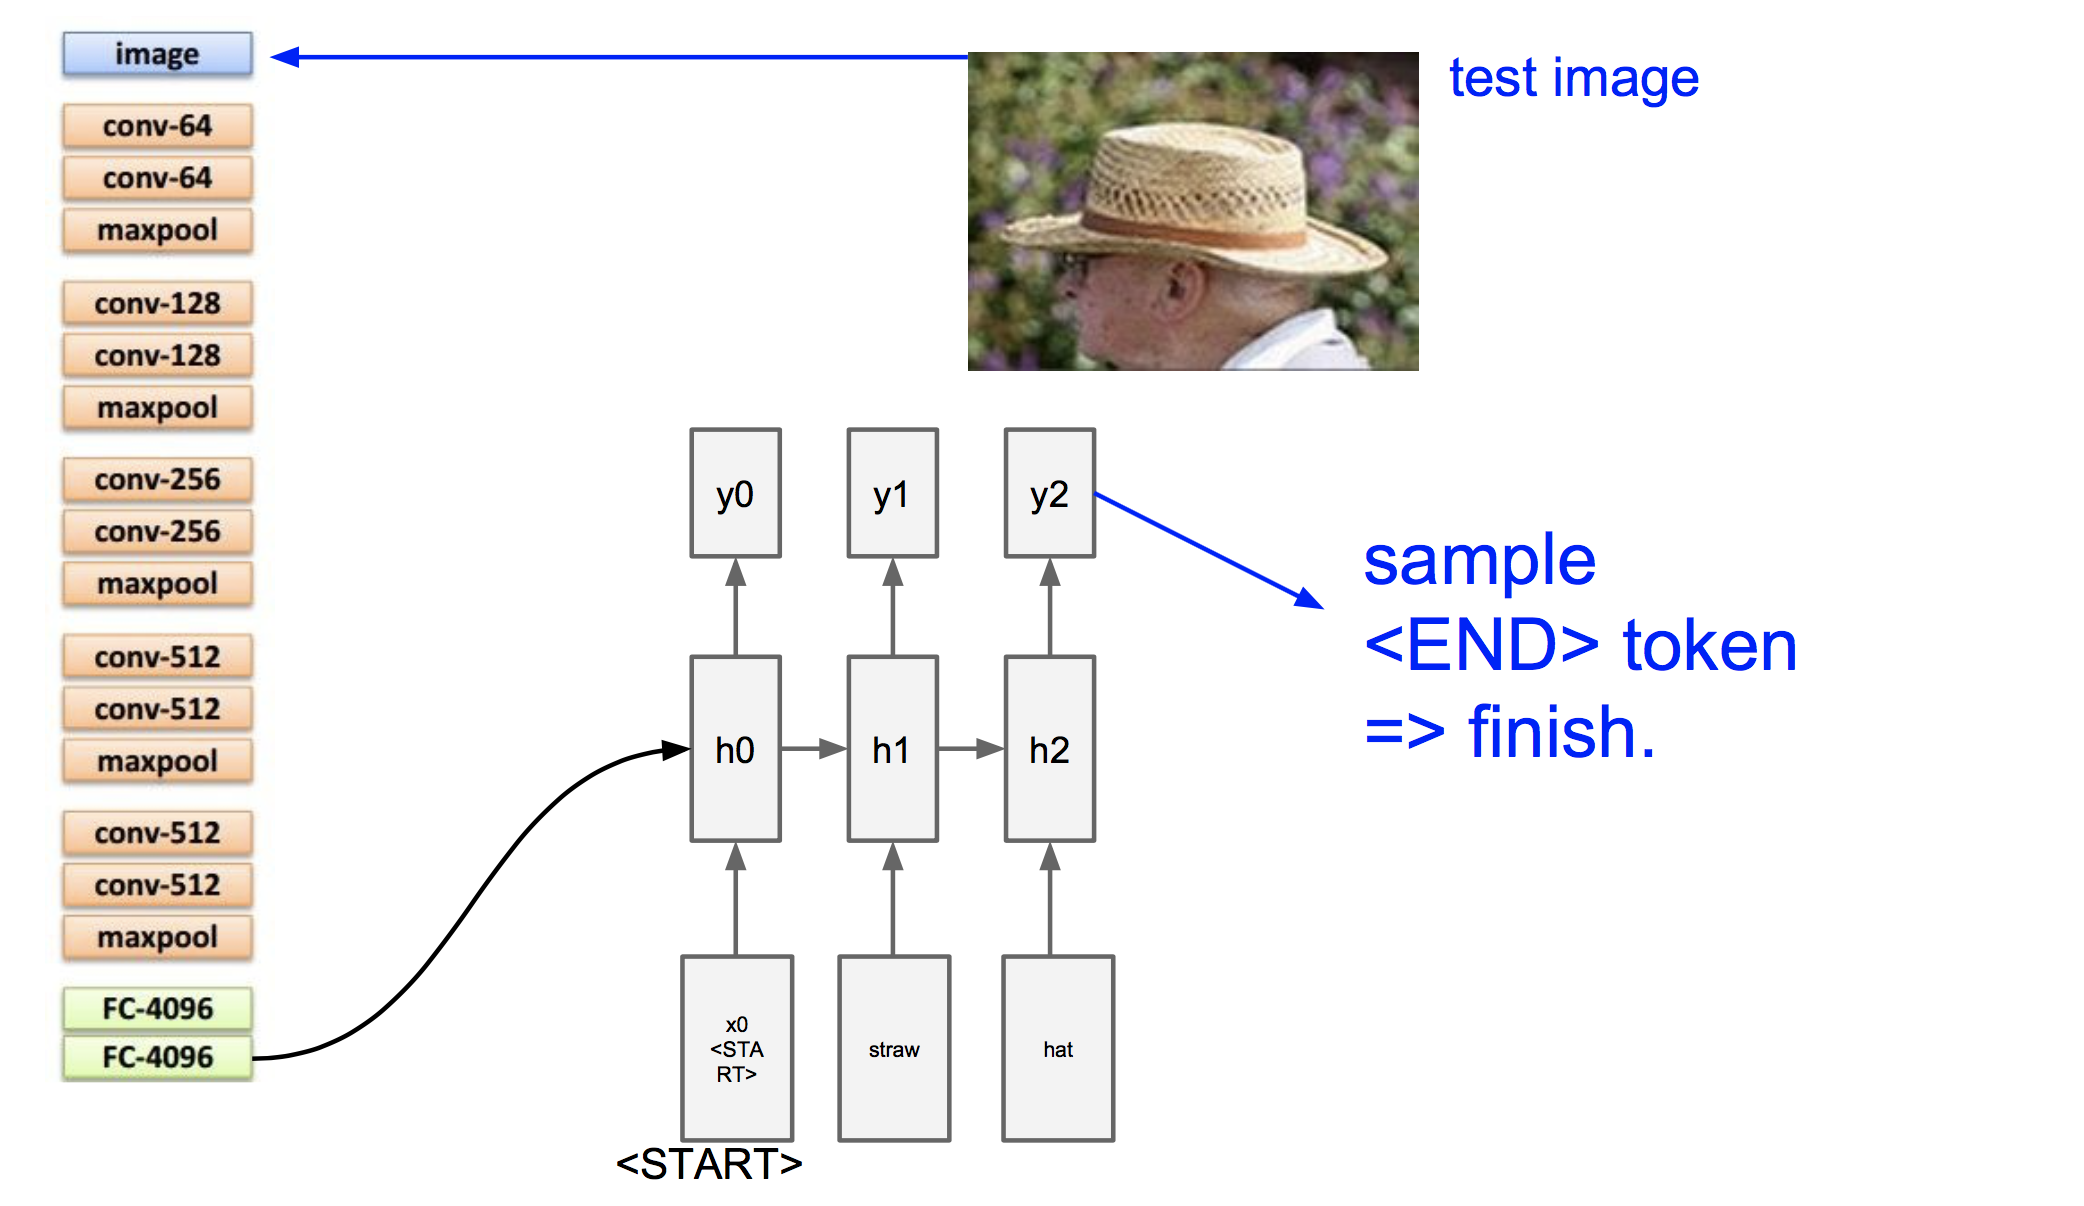 image
conv-64
conv-64
maxpool
conv-128
conv-128
maxpool
conv-256
conv-256
maxpool
conv-512
conv-512
maxpool
conv-512
conv-512
maxpool
FC-4096
FC-4096
test image
y0
y1
y2
sample
<END> token
=> finish.
h0
h1
h2
x0
<STA
RT>
straw
hat
<START>